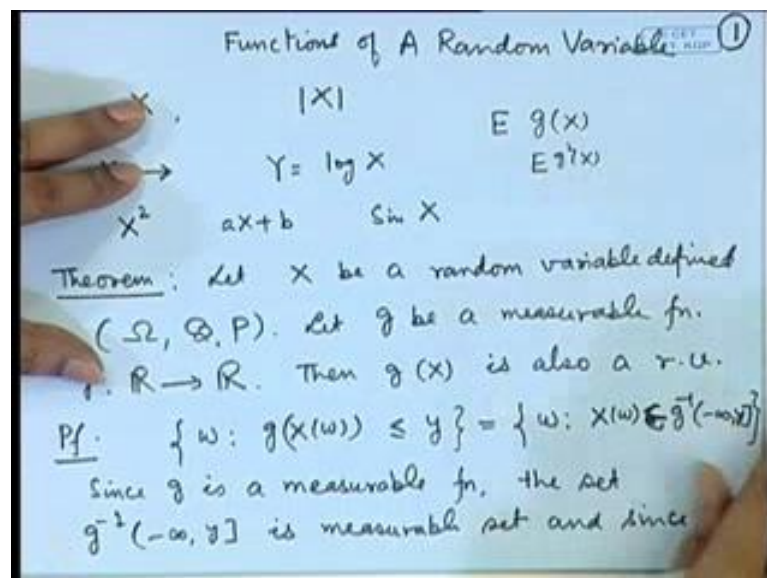 Functions of A Random Variable ①
X, |X| E g(X)
→ Y = log X E g²(X)
X² aX+b Sin X
Theorem: Let X be a random variable defined
(Ω, 𝓑, P). Let g be a measurable fn.
ℝ → ℝ. Then g(X) is also a r.v.
Pf. {ω: g(X(ω)) ≤ y} = {ω: X(ω) ∈ g⁻¹(-∞, y]}
Since g is a measurable fn, the set
g⁻¹(-∞, y] is measurable set and since